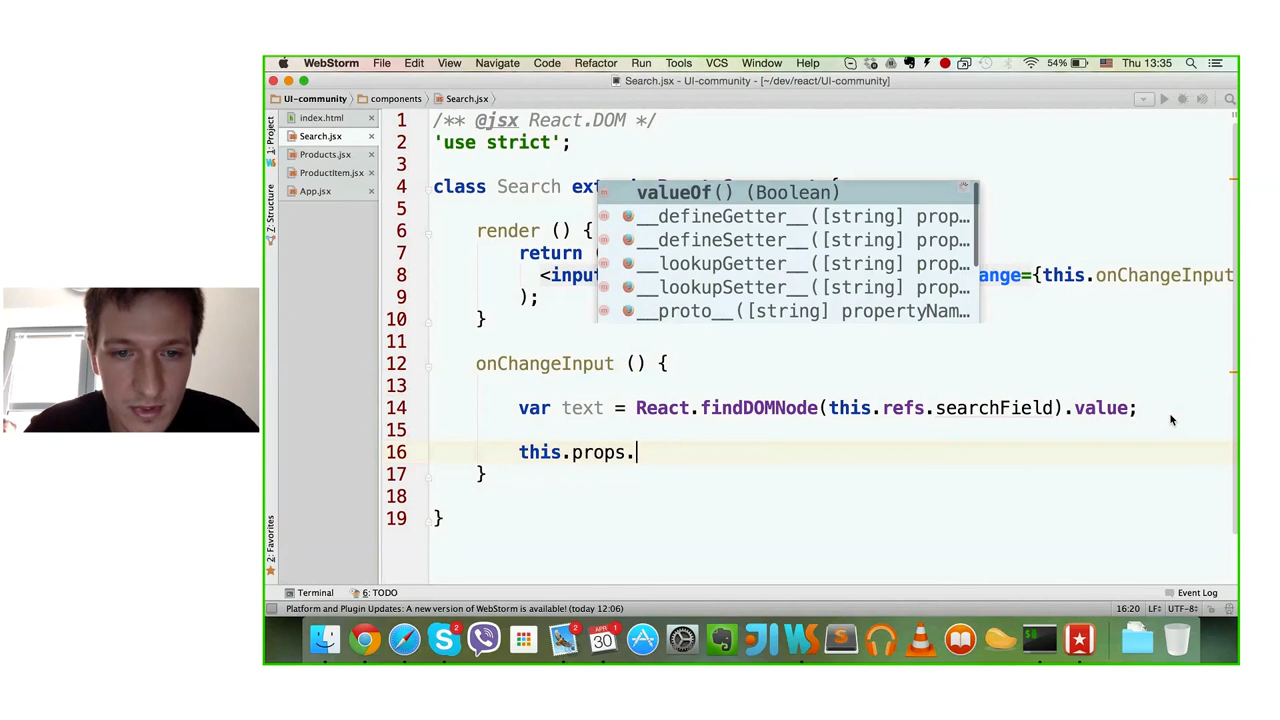 WebStorm File Edit View Navigate Code Refactor Run Tools VCS Window Help 54% Thu 13:35
Search.jsx - UI-community - [~/dev/react/UI-community]
UI-community components Search.jsx
1: Project
Z: Structure
2: Favorites
index.html
Search.jsx
Products.jsx
ProductItem.jsx
App.jsx
1 /** @jsx React.DOM */
2 'use strict';
3
4 class Search
5
6 render () {
7 return
8 <input ange={this.onChangeInput
9 );
10 }
11
12 onChangeInput () {
13
14 var text = React.findDOMNode(this.refs.searchField).value;
15
16 this.props.
17 }
18
19 }
valueOf() (Boolean)
__defineGetter__([string] prop…
__defineSetter__([string] prop…
__lookupGetter__([string] prop…
__lookupSetter__([string] prop…
__proto__([string] propertyNam…
Terminal 6: TODO Event Log
Platform and Plugin Updates: A new version of WebStorm is available! (today 12:06) 16:20 LF÷ UTF-8÷